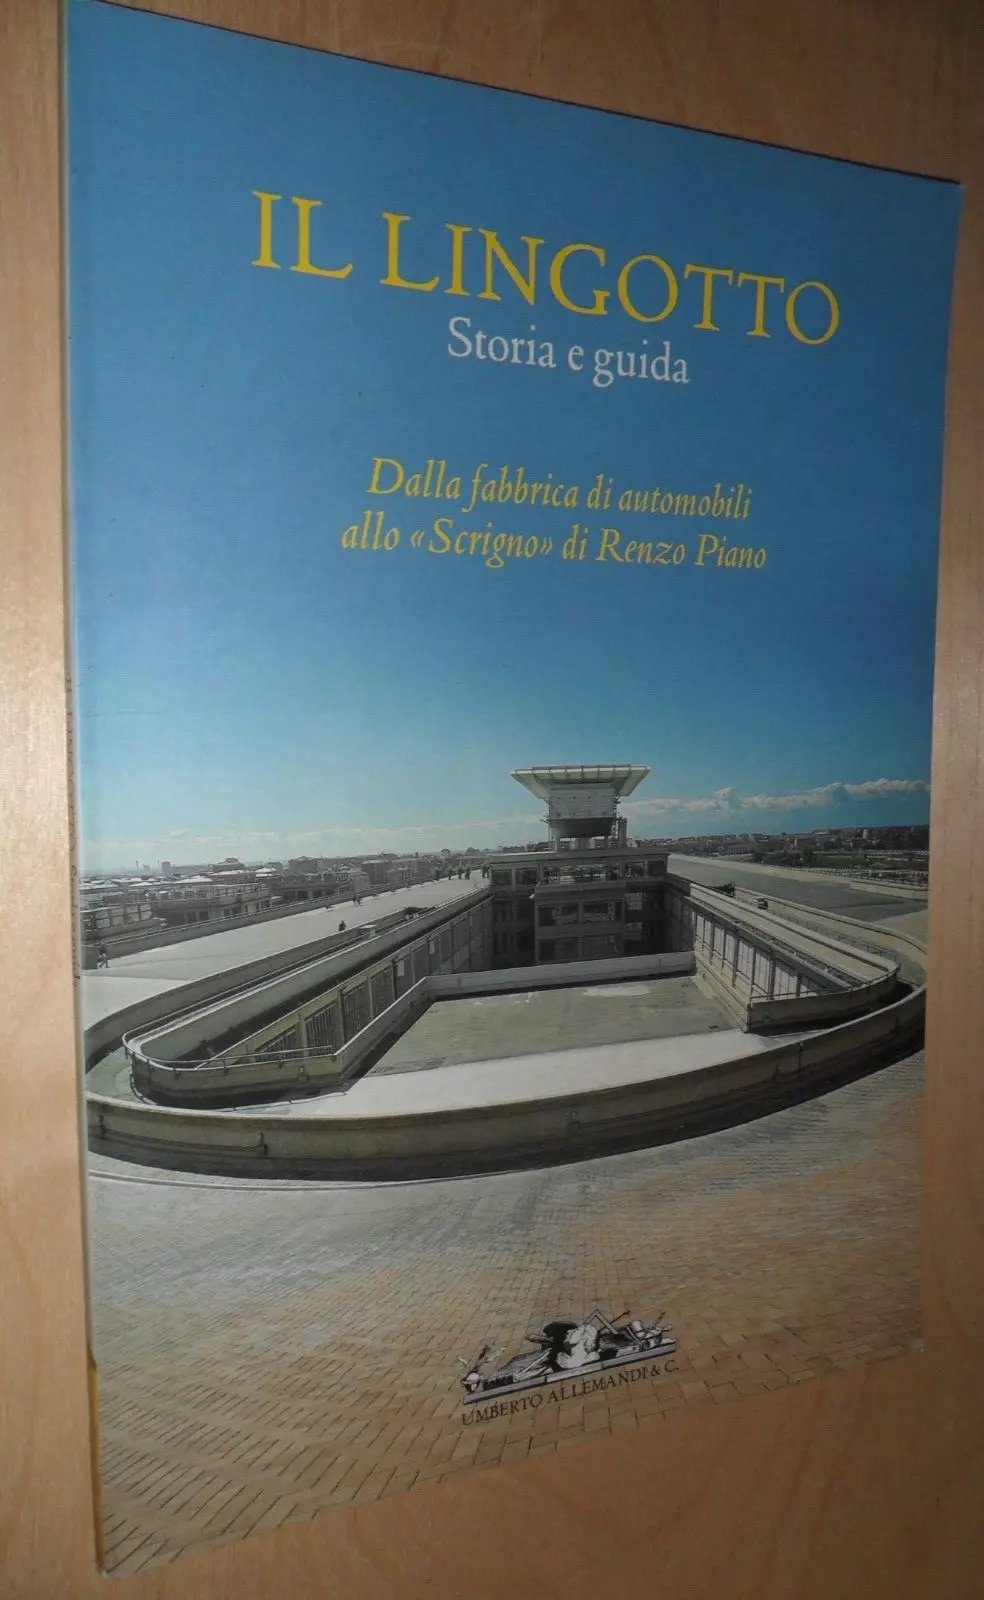 IL LINGOTTO
Storia e guida
Dalla fabbrica di automobili
allo «Scrigno» di Renzo Piano
UMBERTO ALLEMANDI & C.